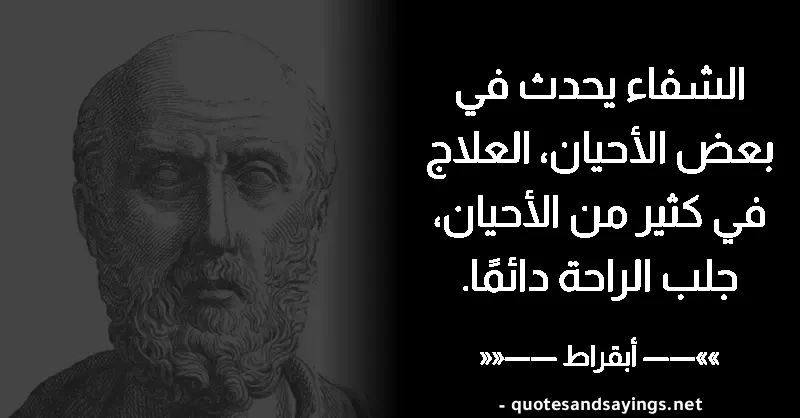 الشفاء يحدث في
بعض الأحيان، العلاج
في كثير من الأحيان،
جلب الراحة دائمًا.
»»—— أبقراط ——««
- quotesandsayings.net